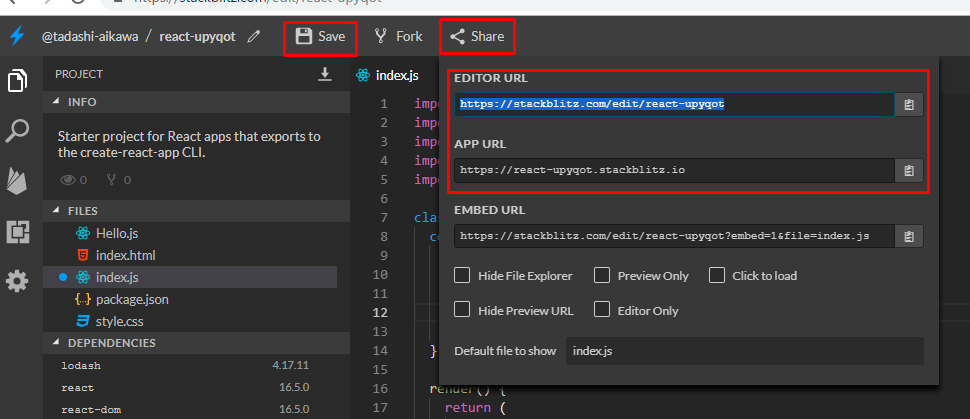 https://stackblitz.com/edit/react-upyqot
@tadashi-aikawa / react-upyqot
Save
Fork
Share
PROJECT
INFO
Starter project for React apps that exports to
the create-react-app CLI.
0 0
FILES
Hello.js
index.html
index.js
package.json
style.css
DEPENDENCIES
lodash 4.17.11
react 16.5.0
react-dom 16.5.0
index.js
1 impo
2 impo
3 impo
4 impo
5 impo
6
7 clas
8 co
9
10
11
12
13
14 }
15
16 render() {
17 return (
EDITOR URL
https://stackblitz.com/edit/react-upyqot
APP URL
https://react-upyqot.stackblitz.io
EMBED URL
https://stackblitz.com/edit/react-upyqot?embed=1&file=index.js
Hide File Explorer Preview Only Click to load
Hide Preview URL Editor Only
Default file to show index.js